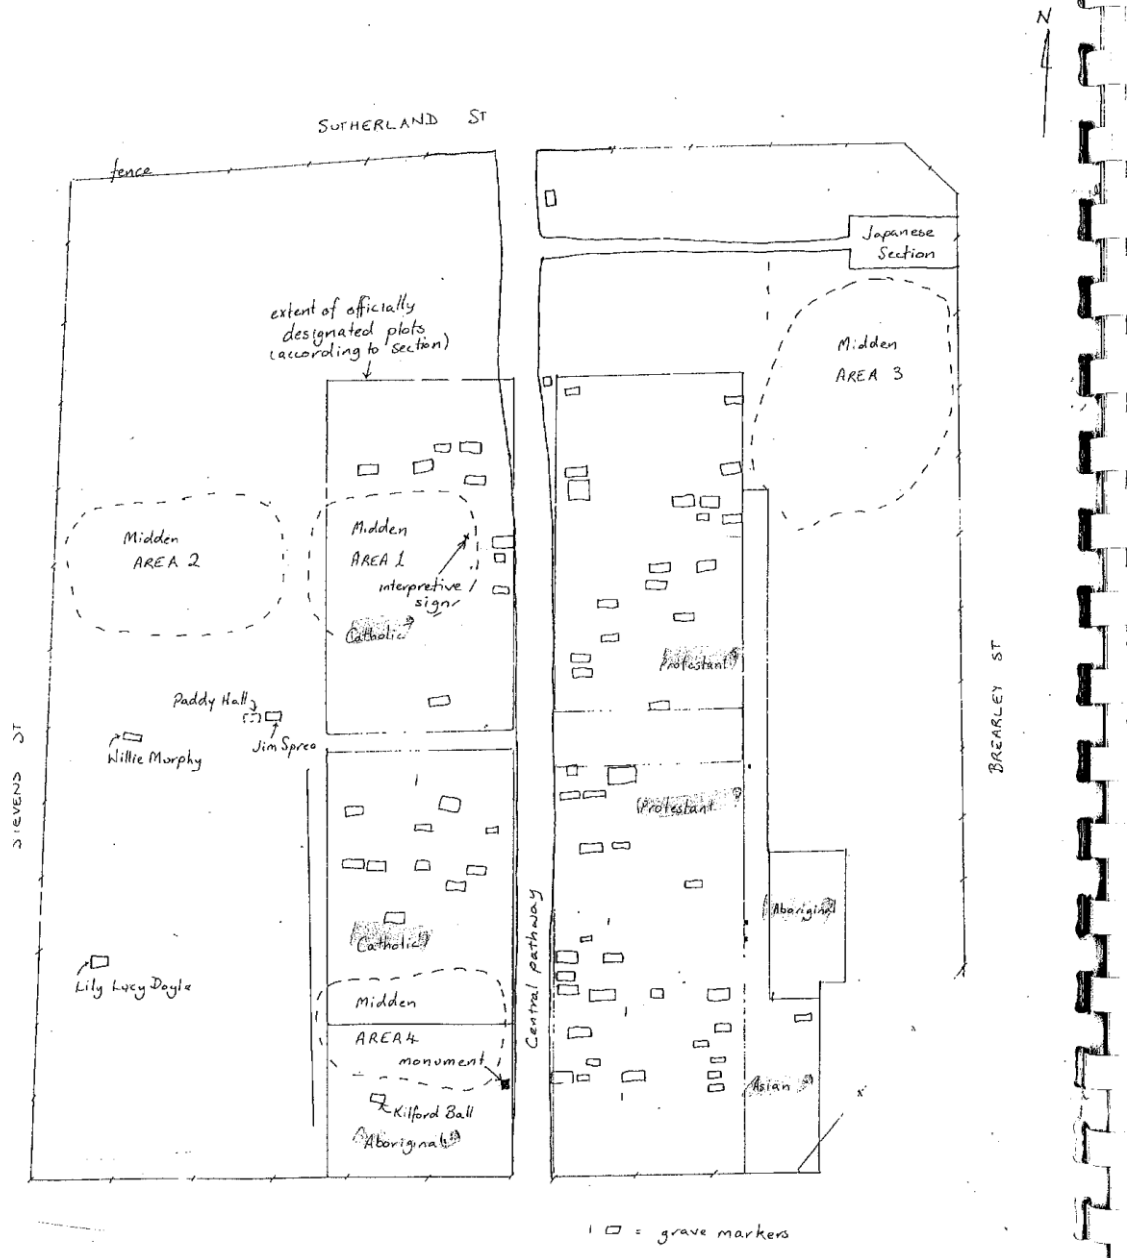 N
SUTHERLAND ST
fence
Japanese
Section
extent of officially
designated plots
(according to section)
Midden
AREA 3
Midden
AREA 2
Midden
AREA 1
interpretive
sign
Catholic
Protestant
Paddy Hall
Jim Sprea
Willie Murphy
SIEVENS ST
BREARLEY ST
Protestant
Aboriginal
Catholic
Central pathway
Lily Lucy Doyle
Midden
AREA 4
monument
Kilford Ball
Aboriginal
Asian
x
= grave markers